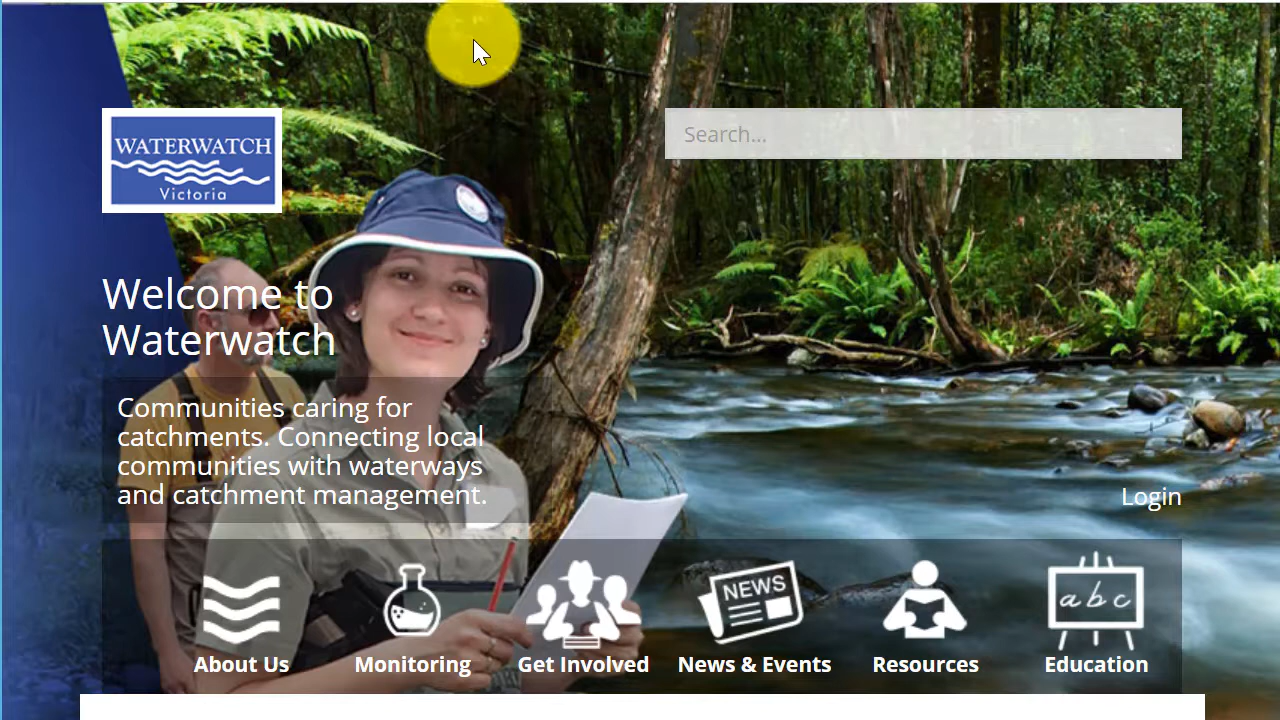 WATERWATCH
Victoria
Search...
Welcome to
Waterwatch
Communities caring for
catchments. Connecting local
communities with waterways
and catchment management.
Login
NEWS
a b c
About Us
Monitoring
Get Involved
News & Events
Resources
Education